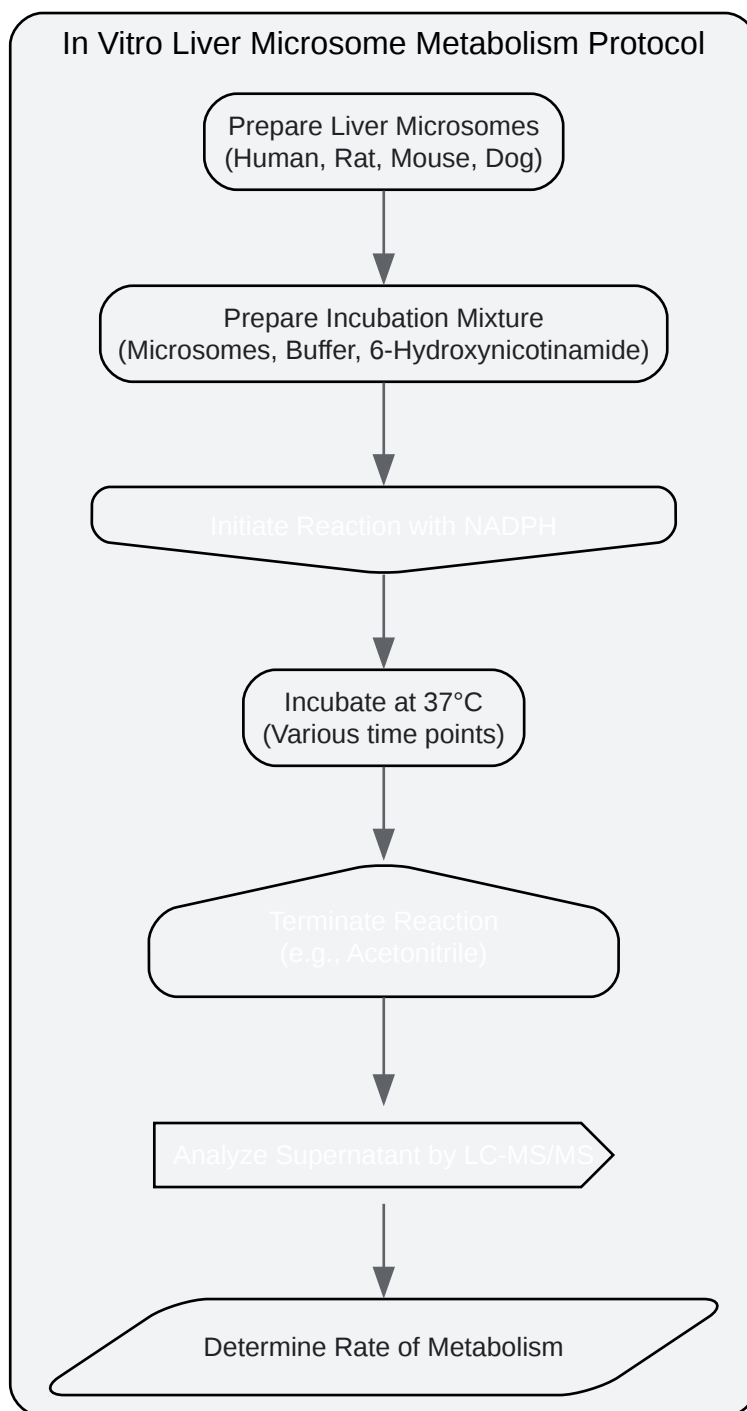 In Vitro Liver Microsome Metabolism Protocol
Prepare Liver Microsomes
(Human, Rat, Mouse, Dog)
Prepare Incubation Mixture
(Microsomes, Buffer, 6-Hydroxynicotinamide)
Initiate Reaction with NADPH
Incubate at 37°C
(Various time points)
Terminate Reaction
(e.g., Acetonitrile)
Analyze Supernatant by LC-MS/MS
Determine Rate of Metabolism